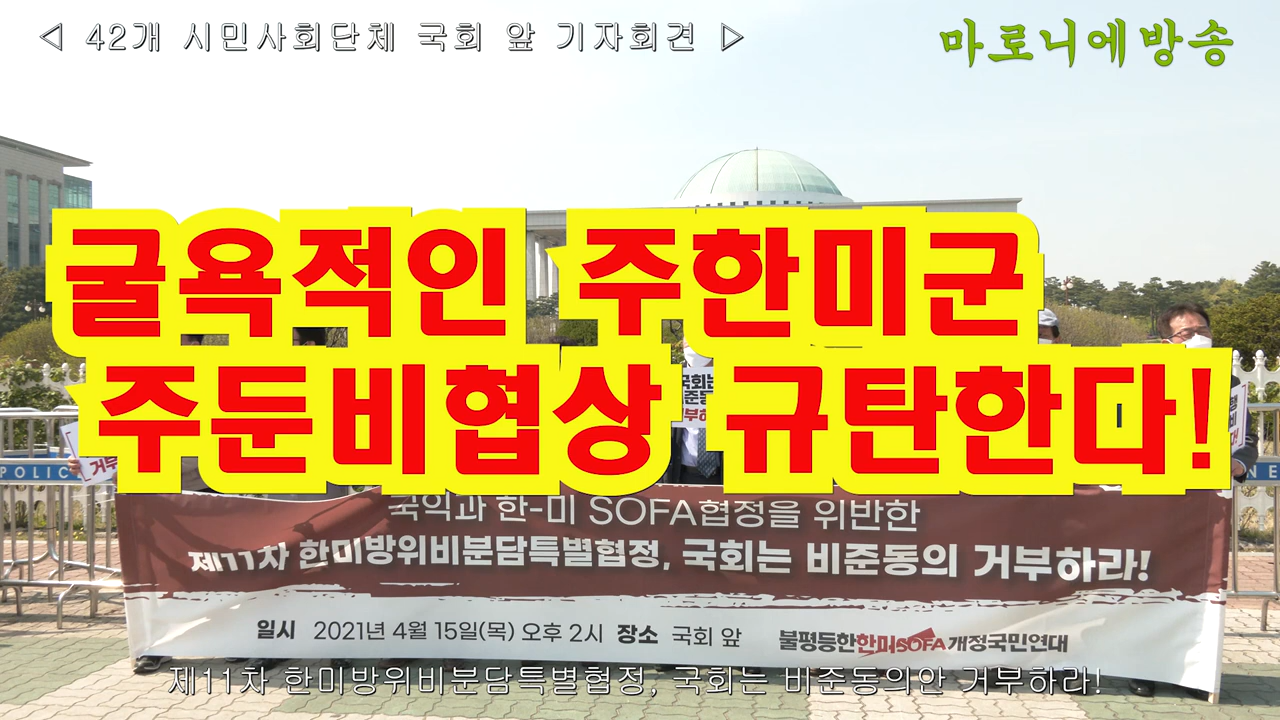 ◁ 42개 시민사회단체 국회 앞 기자회견 ▷
마로니에방송
굴욕적인 주한미군
주둔비협상 규탄한다!
POLIC
NE
거부
국익과 한-미 SOFA협정을 위반한
제11차 한미방위비분담특별협정, 국회는 비준동의 거부하라!
일시 2021년 4월 15일(목) 오후 2시 장소 국회 앞
불평등한한미SOFA개정국민연대
제11차 한미방위비분담특별협정, 국회는 비준동의안 거부하라!